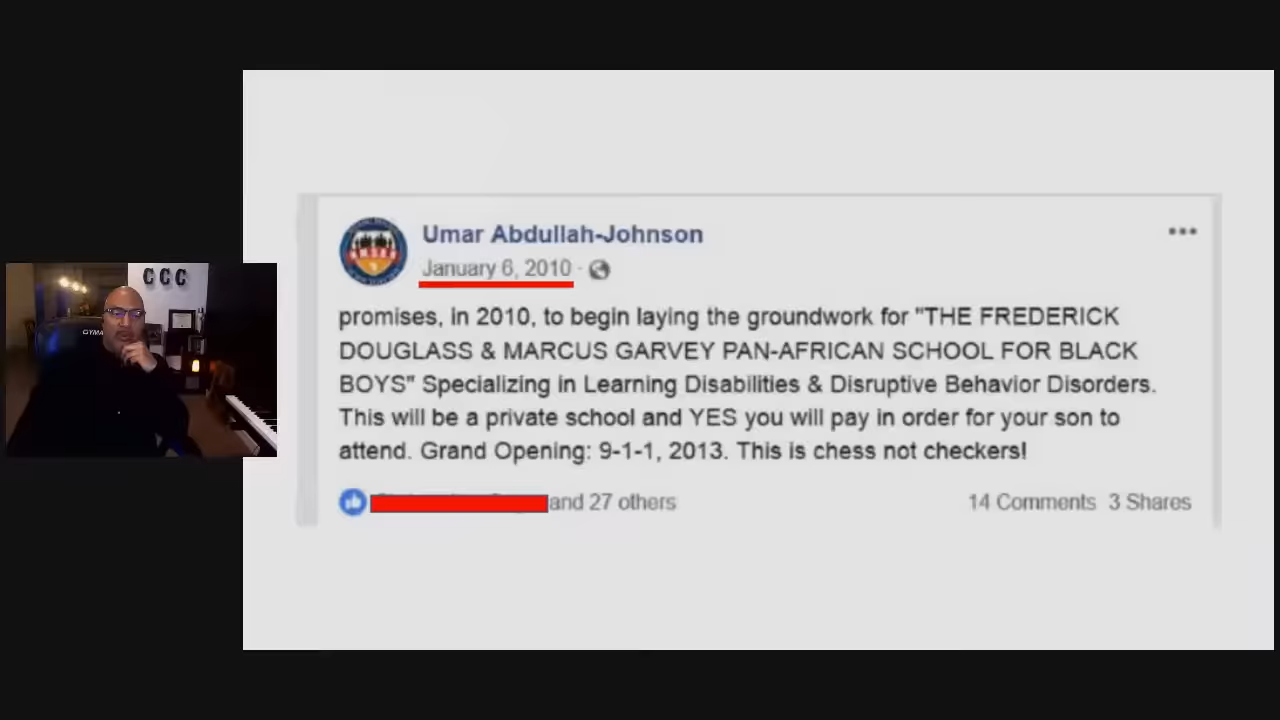 CCC
GYMA
Umar Abdullah-Johnson
January 6, 2010
promises, in 2010, to begin laying the groundwork for "THE FREDERICK
DOUGLASS & MARCUS GARVEY PAN-AFRICAN SCHOOL FOR BLACK
BOYS" Specializing in Learning Disabilities & Disruptive Behavior Disorders.
This will be a private school and YES you will pay in order for your son to
attend. Grand Opening: 9-1-1, 2013. This is chess not checkers!
and 27 others
14 Comments 3 Shares